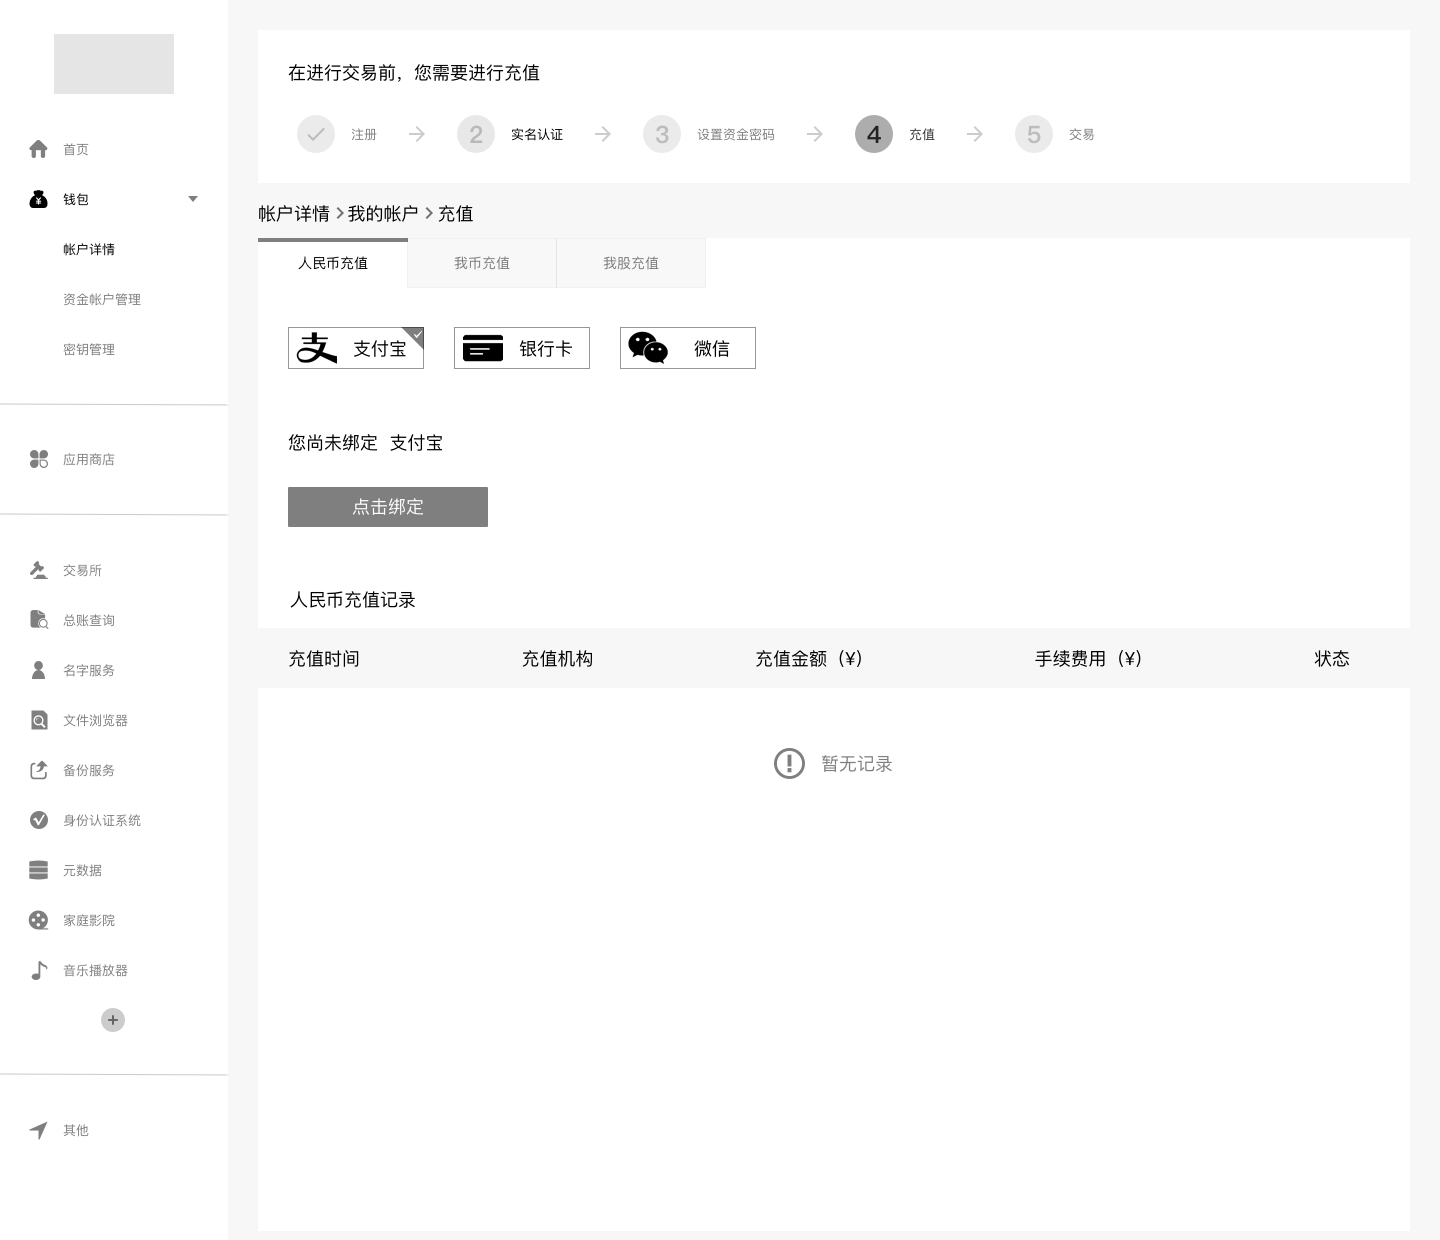 首页
钱包
帐户详情
资金帐户管理
密钥管理
应用商店
交易所
总账查询
名字服务
文件浏览器
备份服务
身份认证系统
元数据
家庭影院
音乐播放器
其他
在进行交易前，您需要进行充值
注册 2 实名认证 3 设置资金密码 4 充值 5 交易
帐户详情 > 我的帐户 > 充值
人民币充值 我币充值 我股充值
支付宝 银行卡 微信
您尚未绑定 支付宝
点击绑定
人民币充值记录
充值时间 充值机构 充值金额（¥） 手续费用（¥） 状态
暂无记录